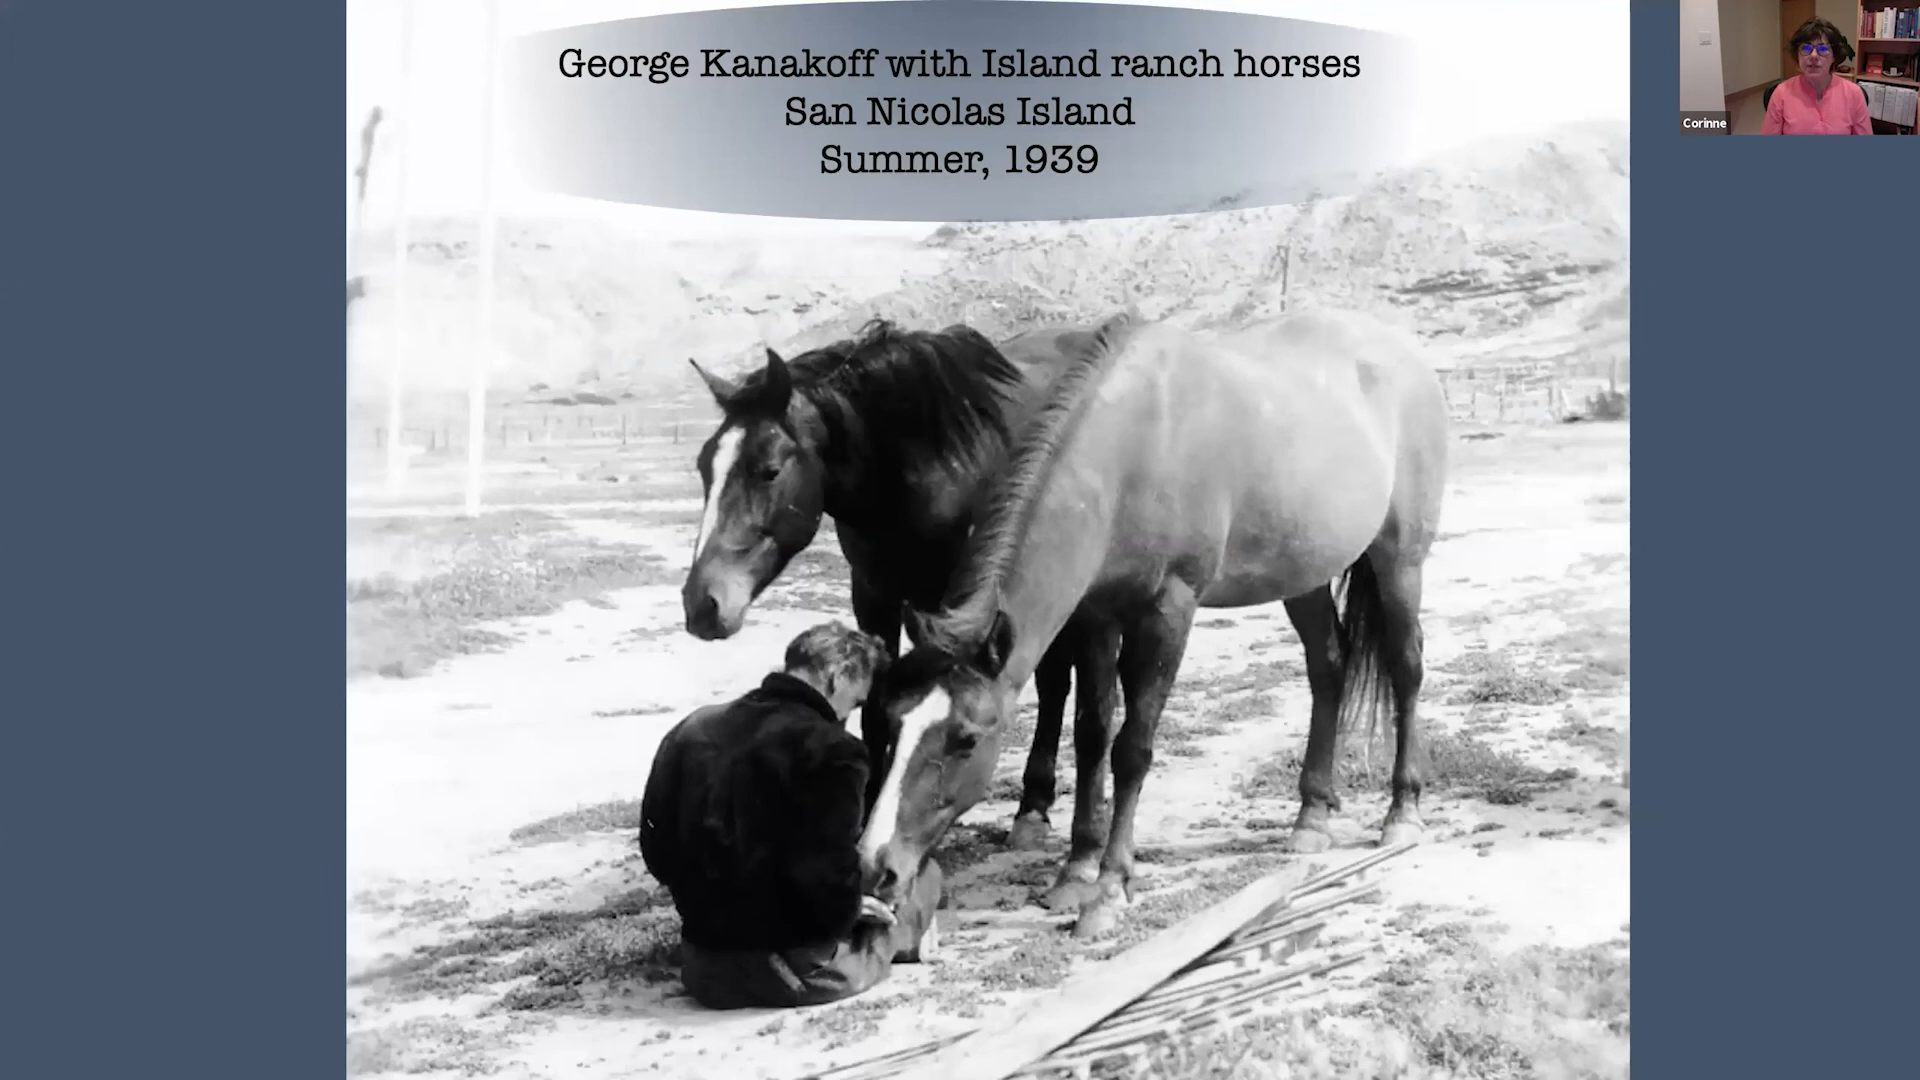 George Kanakoff with Island ranch horses
San Nicolas Island
Summer, 1939
Corinne